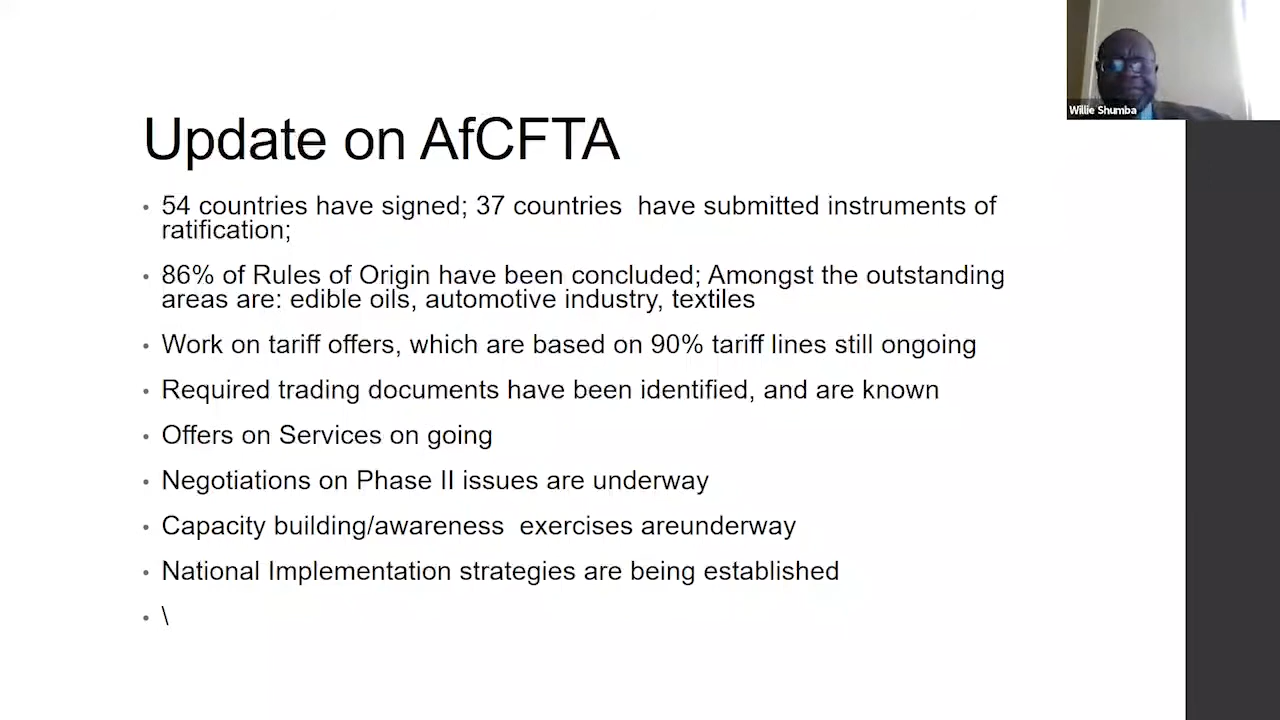 Willie Shumba
Update on AfCFTA
• 54 countries have signed; 37 countries  have submitted instruments of
ratification;
• 86% of Rules of Origin have been concluded; Amongst the outstanding
areas are: edible oils, automotive industry, textiles
• Work on tariff offers, which are based on 90% tariff lines still ongoing
• Required trading documents have been identified, and are known
• Offers on Services on going
• Negotiations on Phase II issues are underway
• Capacity building/awareness  exercises areunderway
• National Implementation strategies are being established
• \